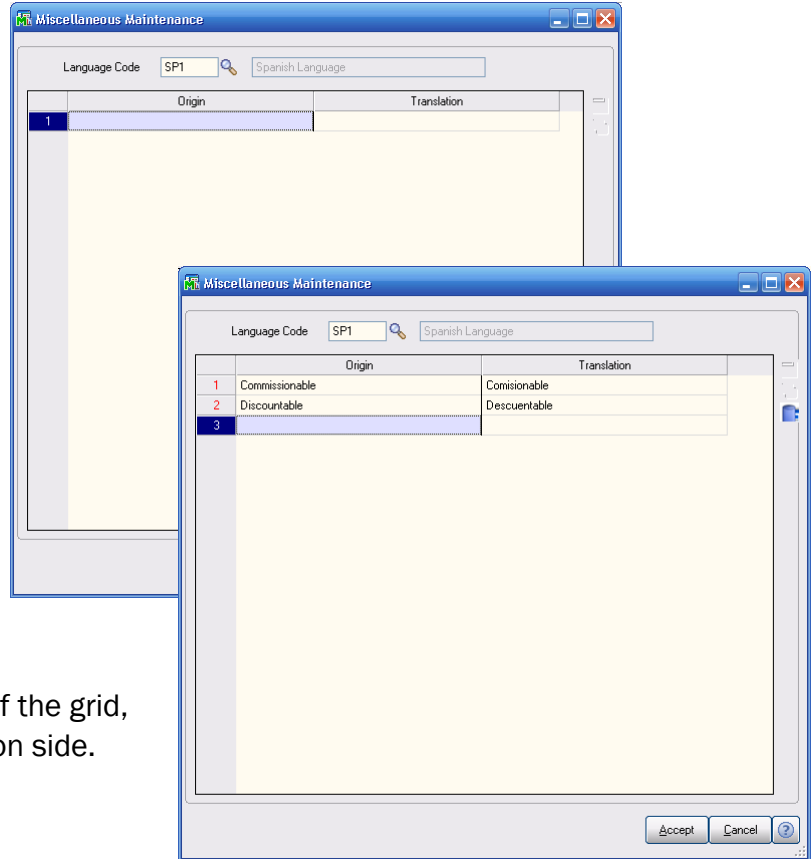 Miscellaneous Maintenance
Language Code SP1 Spanish Language
Origin Translation
1
Miscellaneous Maintenance
Language Code SP1 Spanish Language
Origin Translation
1 Commissionable Comisionable
2 Discountable Descuentable
3
Accept Cancel ?
f the grid,
on side.